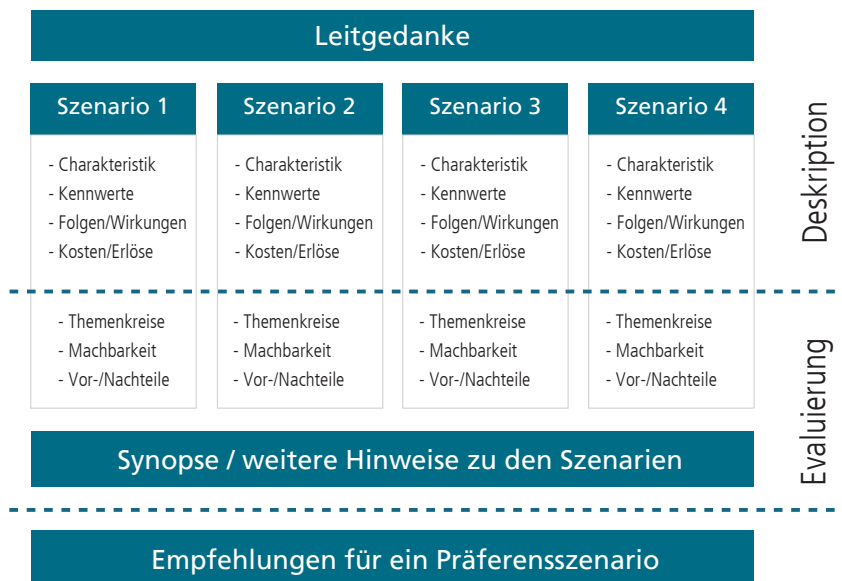 Leitgedanke
Szenario 1
- Charakteristik
- Kennwerte
- Folgen/Wirkungen
- Kosten/Erlöse
- Themenkreise
- Machbarkeit
- Vor-/Nachteile
Szenario 2
- Charakteristik
- Kennwerte
- Folgen/Wirkungen
- Kosten/Erlöse
- Themenkreise
- Machbarkeit
- Vor-/Nachteile
Szenario 3
- Charakteristik
- Kennwerte
- Folgen/Wirkungen
- Kosten/Erlöse
- Themenkreise
- Machbarkeit
- Vor-/Nachteile
Szenario 4
- Charakteristik
- Kennwerte
- Folgen/Wirkungen
- Kosten/Erlöse
- Themenkreise
- Machbarkeit
- Vor-/Nachteile
Deskription
Evaluierung
Synopse / weitere Hinweise zu den Szenarien
Empfehlungen für ein Präferensszenario